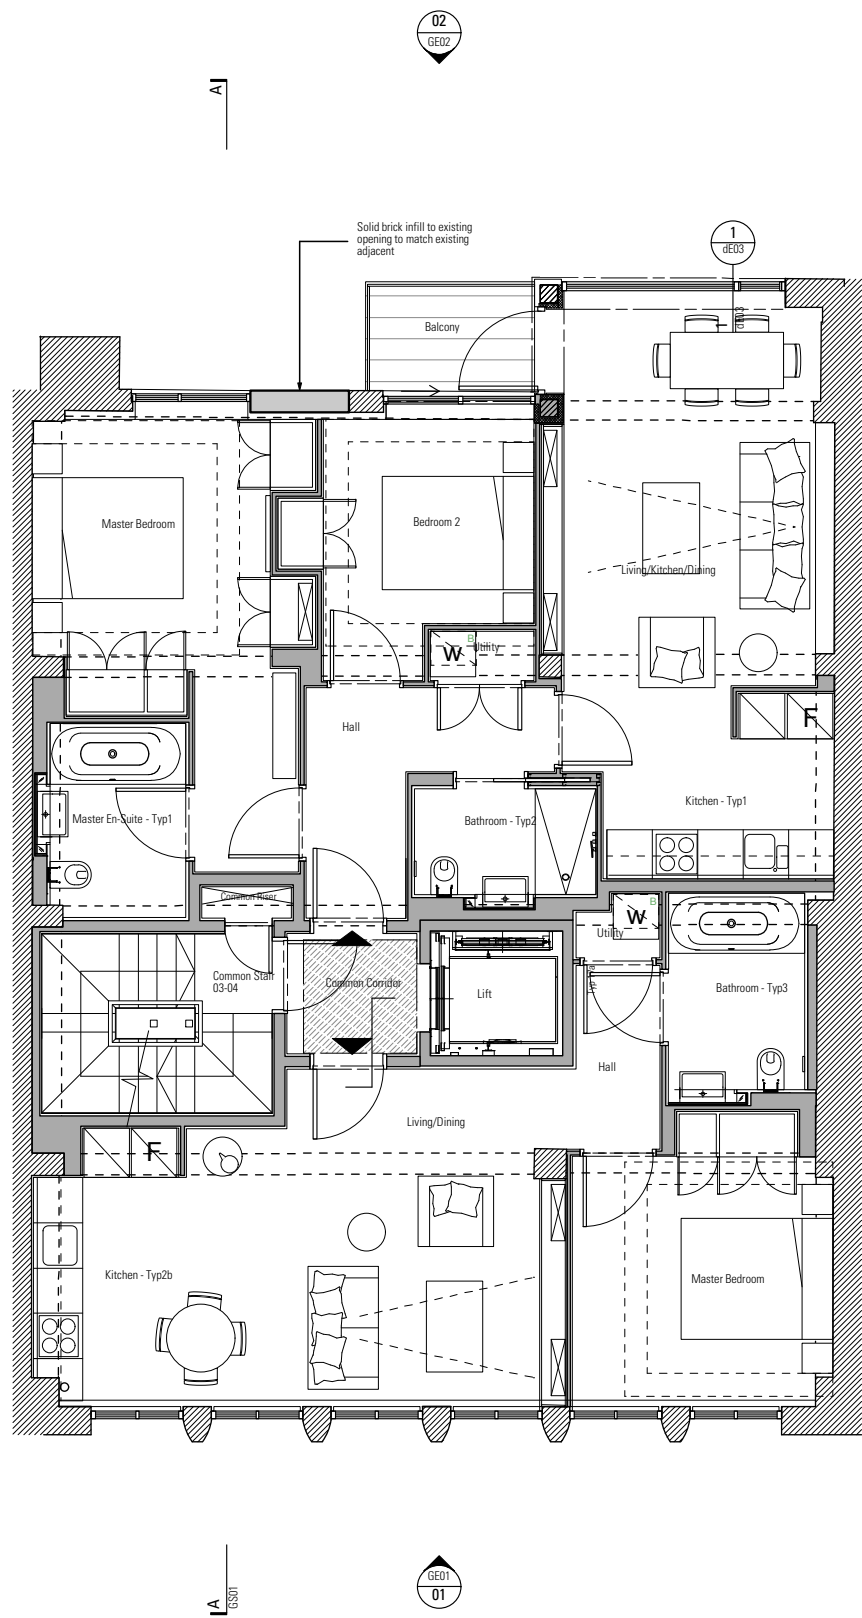 02
GE02
A
Solid brick infill to existing
opening to match existing
adjacent
1
dE03
Balcony
1
dE03
Master Bedroom
Bedroom 2
Living/Kitchen/Dining
B
W
Utility
Hall
F
Kitchen - Typ1
Master En-Suite - Typ1
Bathroom - Typ2
Common Riser
B
W
Utility
Common Stair
03-04
Common Corridor
Lift
Bathroom - Typ3
Hall
Living/Dining
F
Kitchen - Typ2b
Master Bedroom
A
GS01
GE01
01